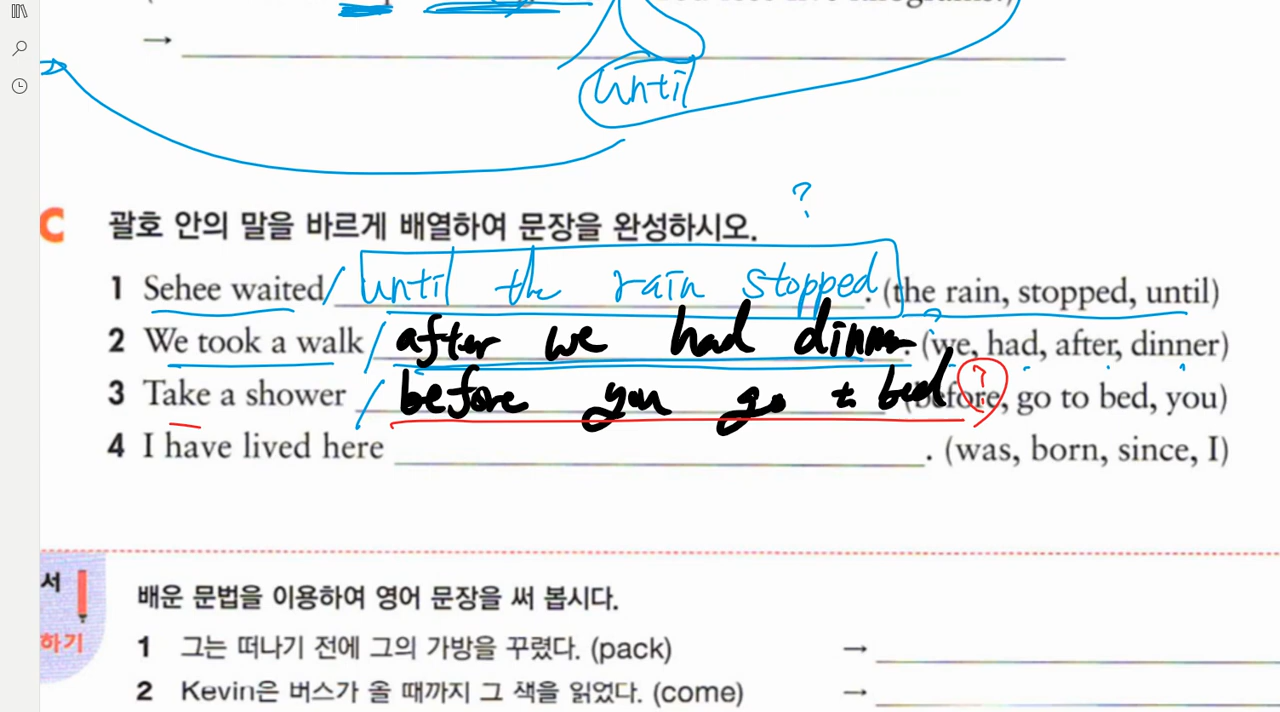 →
until
?
C 괄호 안의 말을 바르게 배열하여 문장을 완성하시오.
1 Sehee waited / until the rain stopped. (the rain, stopped, until)
2 We took a walk / after we had dinner. (we, had, after, dinner)
3 Take a shower / before you go to bed (before, go to bed, you)
?
4 I have lived here . (was, born, since, I)
서
하기
배운 문법을 이용하여 영어 문장을 써 봅시다.
1 그는 떠나기 전에 그의 가방을 꾸렸다. (pack) →
2 Kevin은 버스가 올 때까지 그 책을 읽었다. (come) →